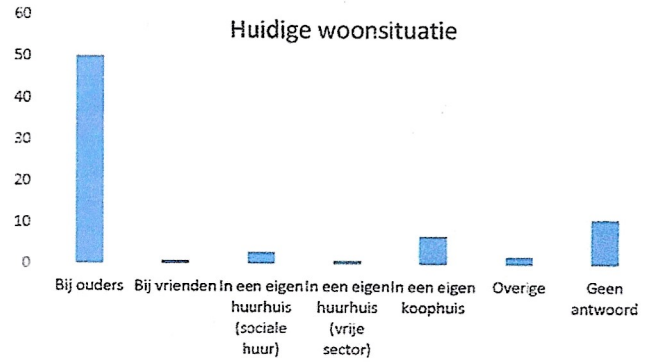 Huidige woonsituatie
60
50
40
30
20
10
0
Bij ouders
Bij vrienden
In een eigen
huurhuis
(sociale
huur)
In een eigen
huurhuis
(vrije
sector)
In een eigen
koophuis
Overige
Geen
antwoord